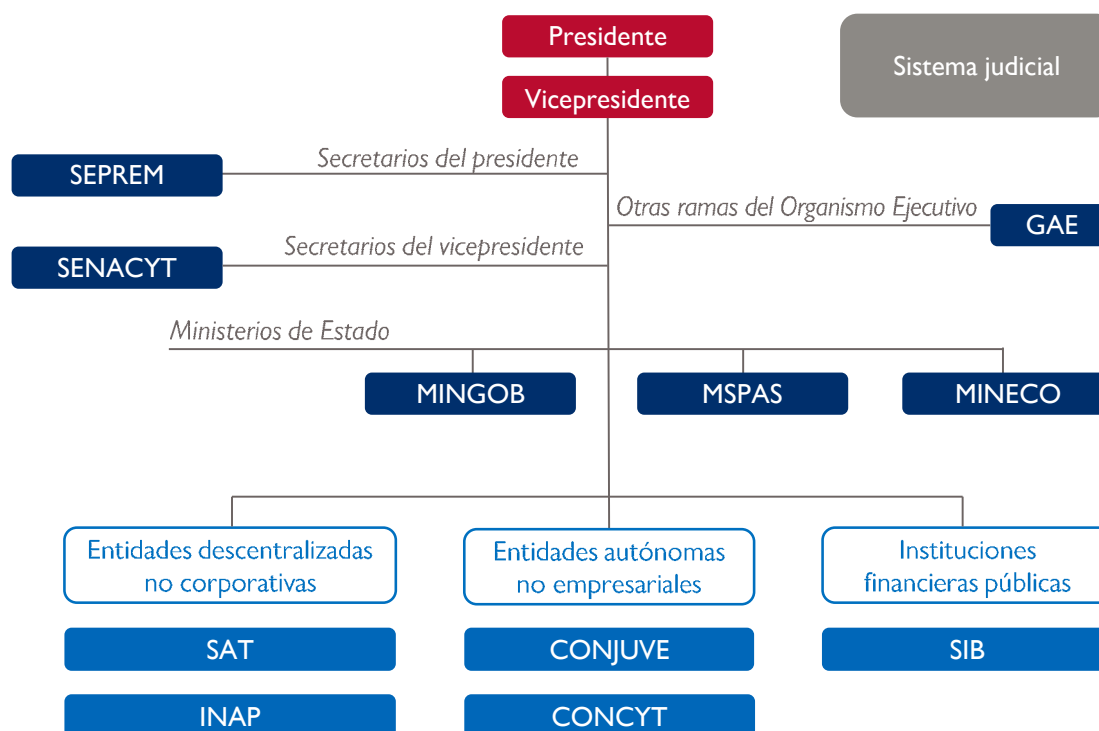 Presidente
Sistema judicial
Vicepresidente
Secretarios del presidente
SEPREM
Otras ramas del Organismo Ejecutivo
GAE
Secretarios del vicepresidente
SENACYT
Ministerios de Estado
MINGOB
MSPAS
MINECO
Entidades descentralizadas
no corporativas
Entidades autónomas
no empresariales
Instituciones
financieras públicas
SAT
CONJUVE
SIB
INAP
CONCYT